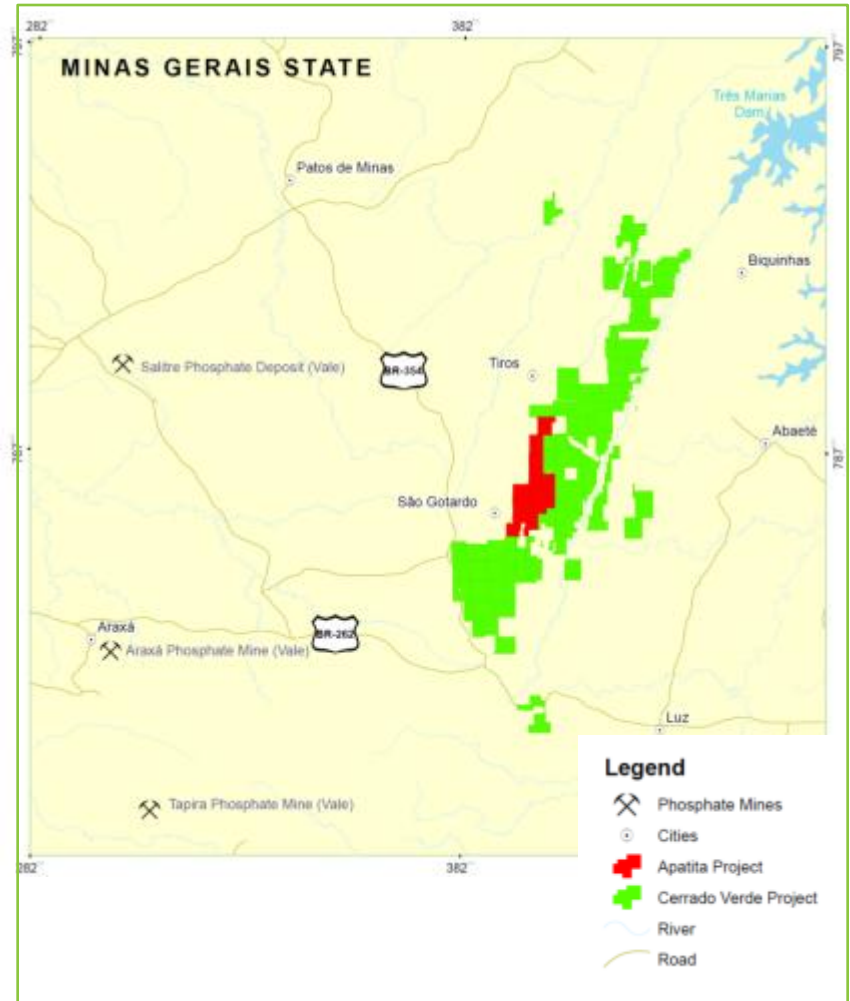 282
382
797
797
MINAS GERAIS STATE
Três Marias
Dam
Patos de Minas
Biquinhas
Salitre Phosphate Deposit (Vale)
BR-354
Tiros
787
787
Abaeté
São Gotardo
Araxá
BR-262
Araxá Phosphate Mine (Vale)
Luz
Tapira Phosphate Mine (Vale)
282
382
Legend
Phosphate Mines
Cities
Apatita Project
Cerrado Verde Project
River
Road